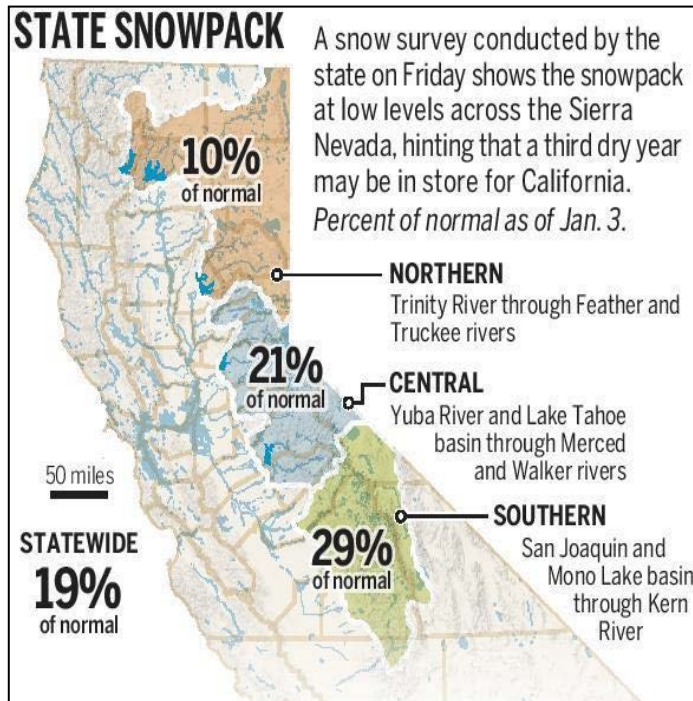 STATE SNOWPACK
A snow survey conducted by the
state on Friday shows the snowpack
at low levels across the Sierra
Nevada, hinting that a third dry year
may be in store for California.
Percent of normal as of Jan. 3.
10%
of normal
NORTHERN
Trinity River through Feather and
Truckee rivers
21%
of normal
CENTRAL
Yuba River and Lake Tahoe
basin through Merced
and Walker rivers
50 miles
STATEWIDE
19%
of normal
29%
of normal
SOUTHERN
San Joaquin and
Mono Lake basin
through Kern
River